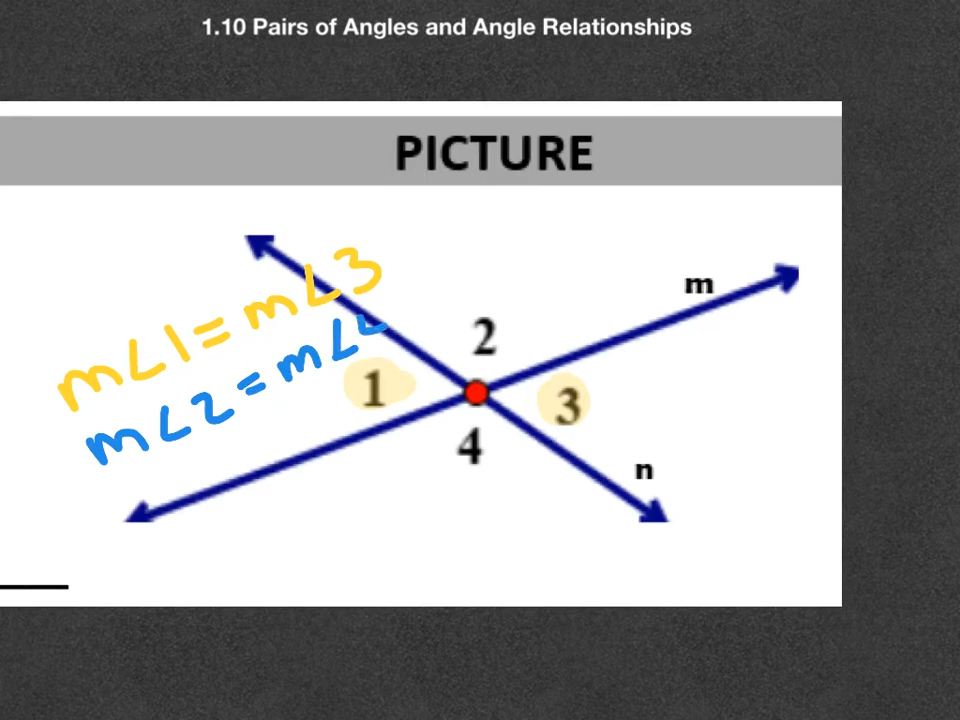 1.10 Pairs of Angles and Angle Relationships
PICTURE
m∠1=m∠3
m∠2=m∠
m
2
1
3
4
n